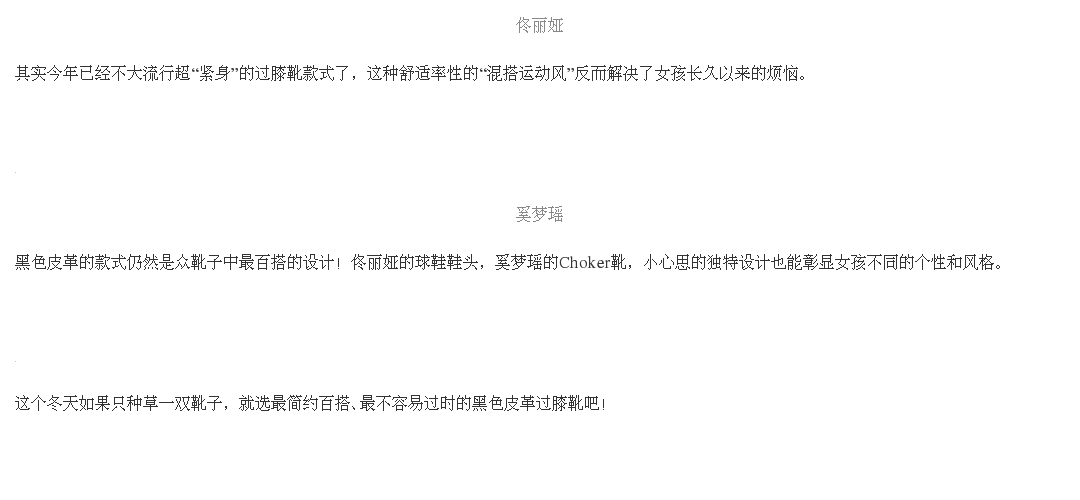 佟丽娅
其实今年已经不大流行超“紧身”的过膝靴款式了，这种舒适率性的“混搭运动风”反而解决了女孩长久以来的烦恼。
奚梦瑶
黑色皮革的款式仍然是众靴子中最百搭的设计！佟丽娅的球鞋鞋头，奚梦瑶的Choker靴，小心思的独特设计也能彰显女孩不同的个性和风格。
这个冬天如果只种草一双靴子，就选最简约百搭、最不容易过时的黑色皮革过膝靴吧！